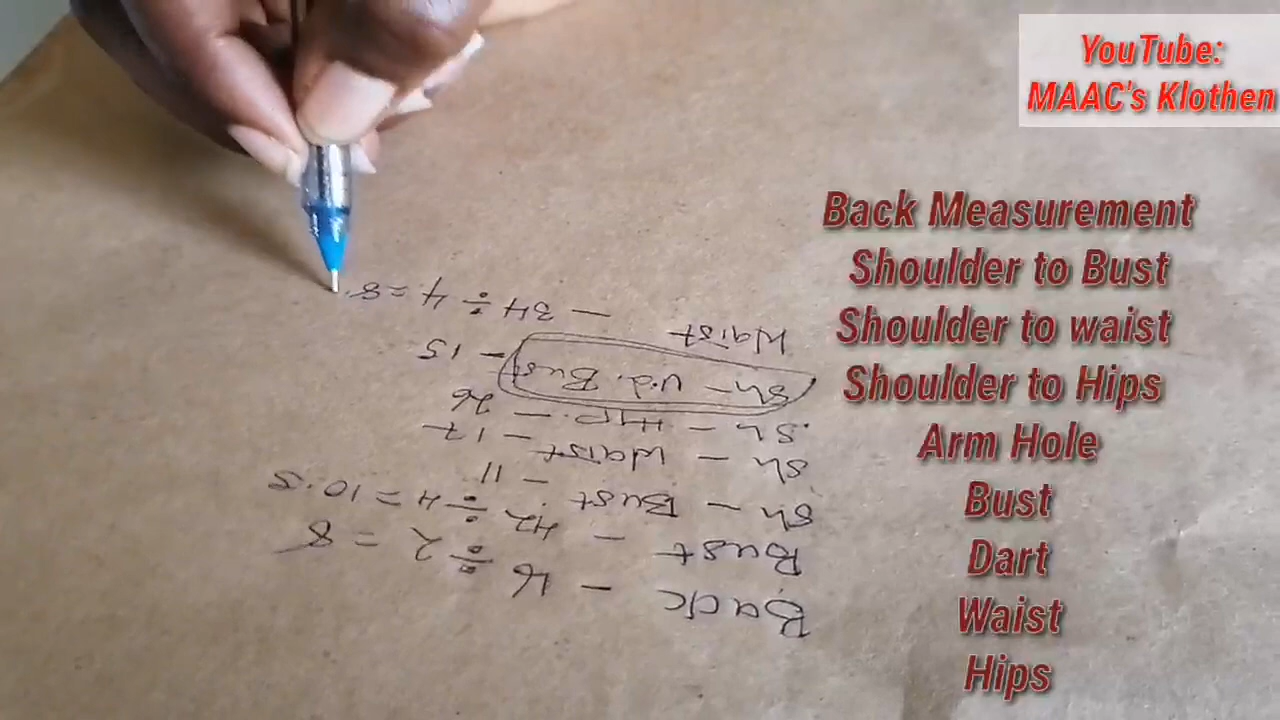 YouTube:
MAAC's Klothen
Back Measurement
Shoulder to Bust
Shoulder to waist
Shoulder to Hips
Arm Hole
Bust
Dart
Waist
Hips
Back - 16 ÷ 2 = 8
Bust - 42 ÷ 4 = 10.5
Sh - Bust - 11
Sh - Waist - 17
Sh - Hip - 26
Sh - U.d. Bust - 15
Waist - 34 ÷ 4 = 8.